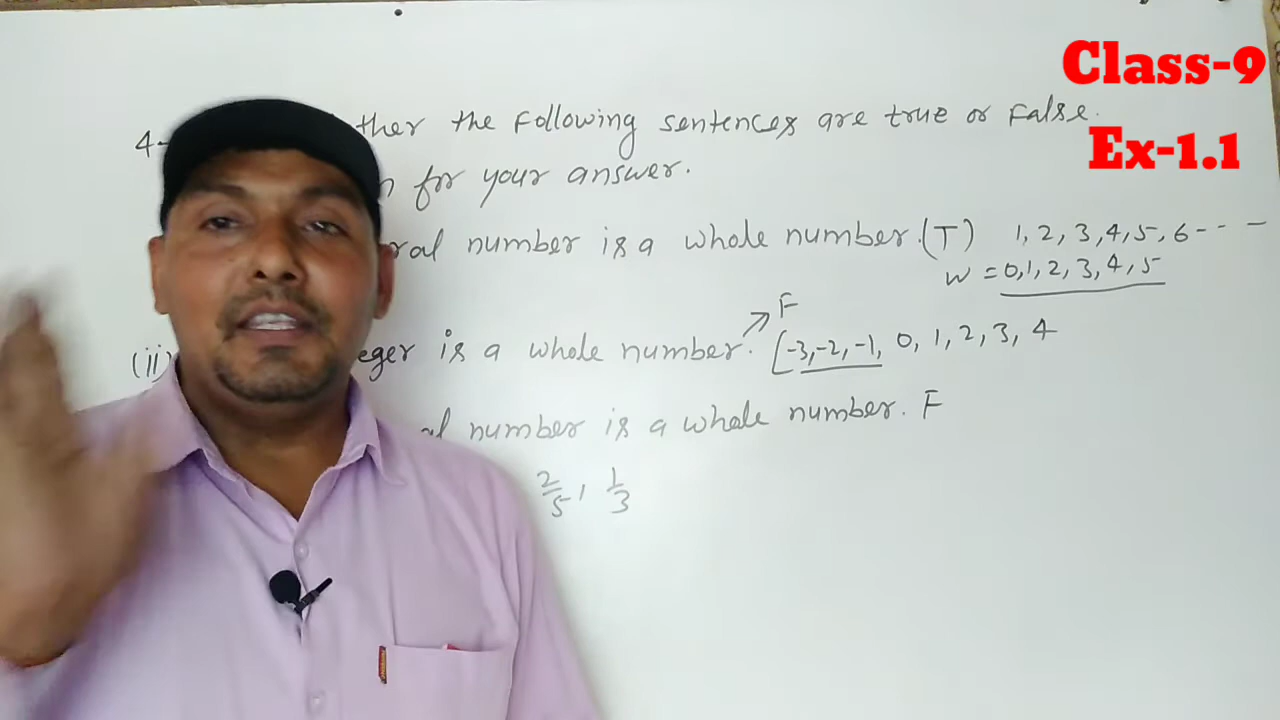 Class-9
Ex-1.1
4- ther the following sentences are true or False.
for your answer.
ral number is a whole number. (T) 1, 2, 3, 4, 5, 6 - - -
W = 0, 1, 2, 3, 4, 5
F
(ii) eger is a whole number. [-3, -2, -1, 0, 1, 2, 3, 4
al number is a whole number. F
2/5, 1/3